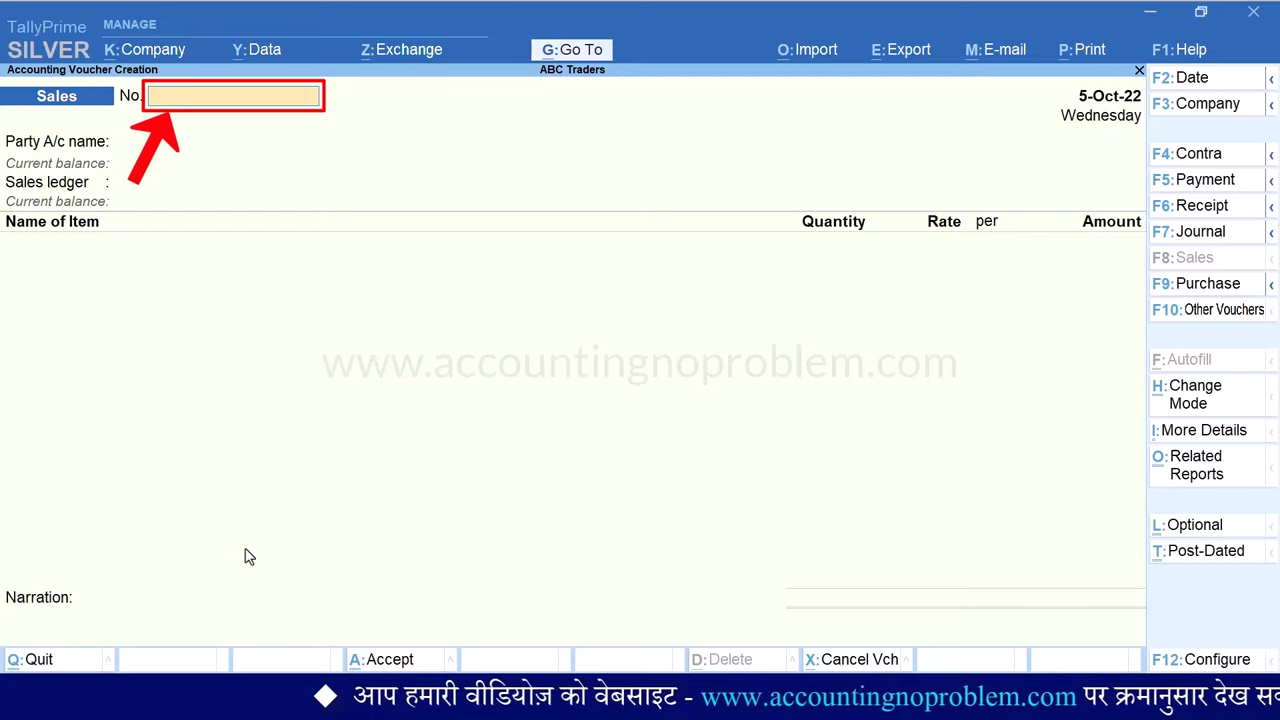 TallyPrime MANAGE
SILVER K:Company Y:Data Z:Exchange G:Go To O:Import E:Export M:E-mail P:Print F1:Help
Accounting Voucher Creation ABC Traders
Sales No. 5-Oct-22
Wednesday
Party A/c name:
Current balance:
Sales ledger :
Current balance:
Name of Item Quantity Rate per Amount
www.accountingnoproblem.com
Narration:
F2:Date
F3:Company
F4:Contra
F5:Payment
F6:Receipt
F7:Journal
F8:Sales
F9:Purchase
F10:Other Vouchers
F:Autofill
H:Change
Mode
I:More Details
O:Related
Reports
L:Optional
T:Post-Dated
Q:Quit A:Accept D:Delete X:Cancel Vch F12:Configure
आप हमारी वीडियोज़ को वेबसाइट - www.accountingnoproblem.com पर क्रमानुसार देख